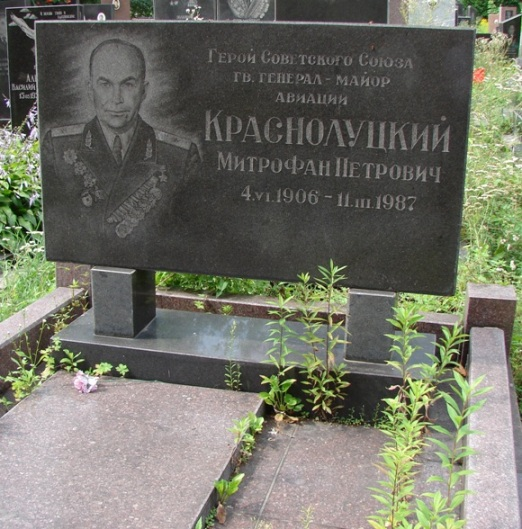 Герой Советского Союза
гв. генерал-майор
авиации
Краснолуцкий
Митрофан Петрович
4.VI.1906 - 11.III.1987